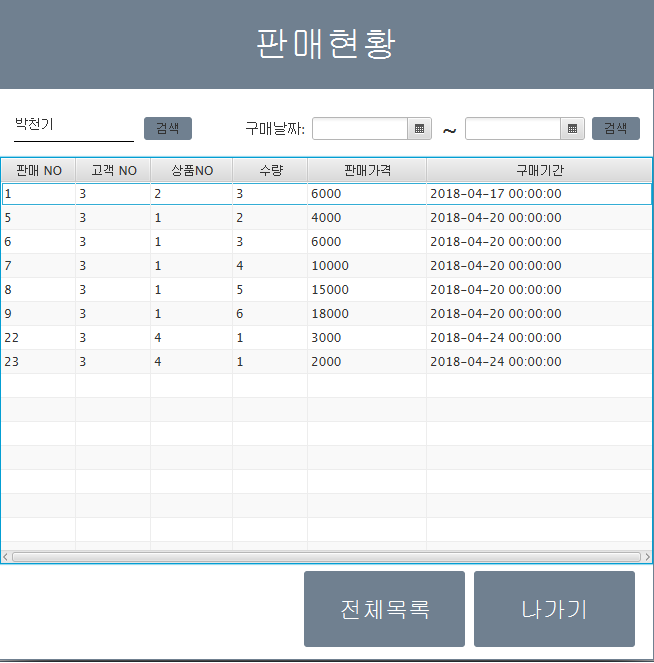 판매현황
박천기 검색 구매날짜: ~ 검색
판매 NO 고객 NO 상품NO 수량 판매가격 구매기간
1 3 2 3 6000 2018-04-17 00:00:00
5 3 1 2 4000 2018-04-20 00:00:00
6 3 1 3 6000 2018-04-20 00:00:00
7 3 1 4 10000 2018-04-20 00:00:00
8 3 1 5 15000 2018-04-20 00:00:00
9 3 1 6 18000 2018-04-20 00:00:00
22 3 4 1 3000 2018-04-24 00:00:00
23 3 4 1 2000 2018-04-24 00:00:00
전체목록 나가기